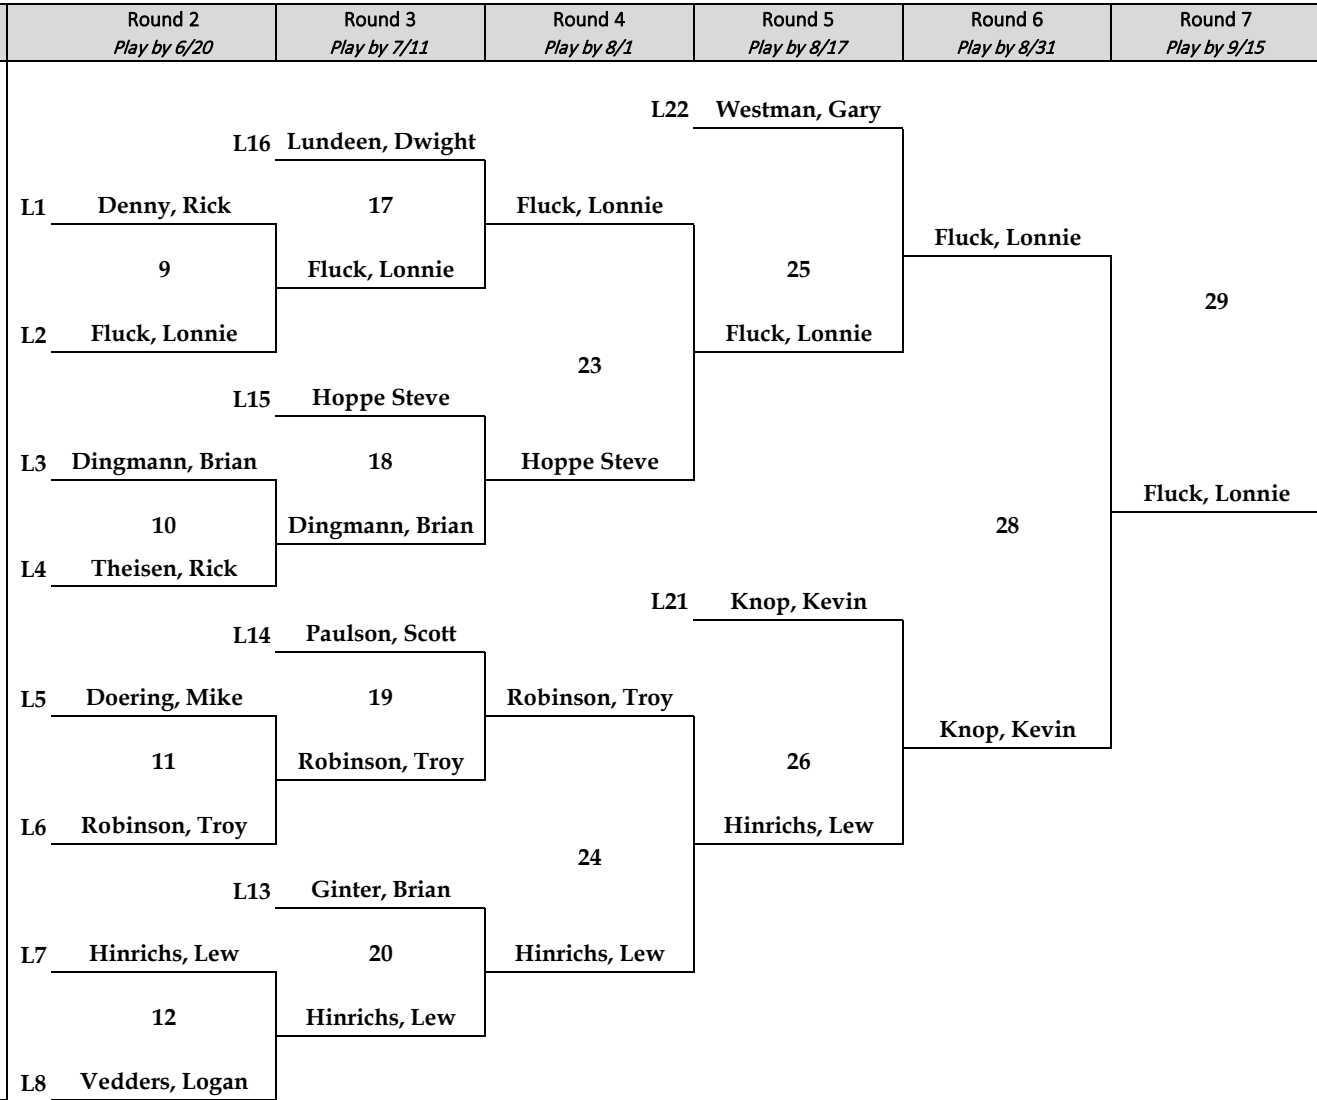 Round 2 Round 3 Round 4 Round 5 Round 6 Round 7
Play by 6/20 Play by 7/11 Play by 8/1 Play by 8/17 Play by 8/31 Play by 9/15
L22 Westman, Gary
L16 Lundeen, Dwight
L1 Denny, Rick 17 Fluck, Lonnie
Fluck, Lonnie
9 Fluck, Lonnie 25
29
L2 Fluck, Lonnie Fluck, Lonnie
23
L15 Hoppe Steve
L3 Dingmann, Brian 18 Hoppe Steve
Fluck, Lonnie
10 Dingmann, Brian 28
L4 Theisen, Rick
L21 Knop, Kevin
L14 Paulson, Scott
L5 Doering, Mike 19 Robinson, Troy
Knop, Kevin
11 Robinson, Troy 26
L6 Robinson, Troy Hinrichs, Lew
24
L13 Ginter, Brian
L7 Hinrichs, Lew 20 Hinrichs, Lew
12 Hinrichs, Lew
L8 Vedders, Logan